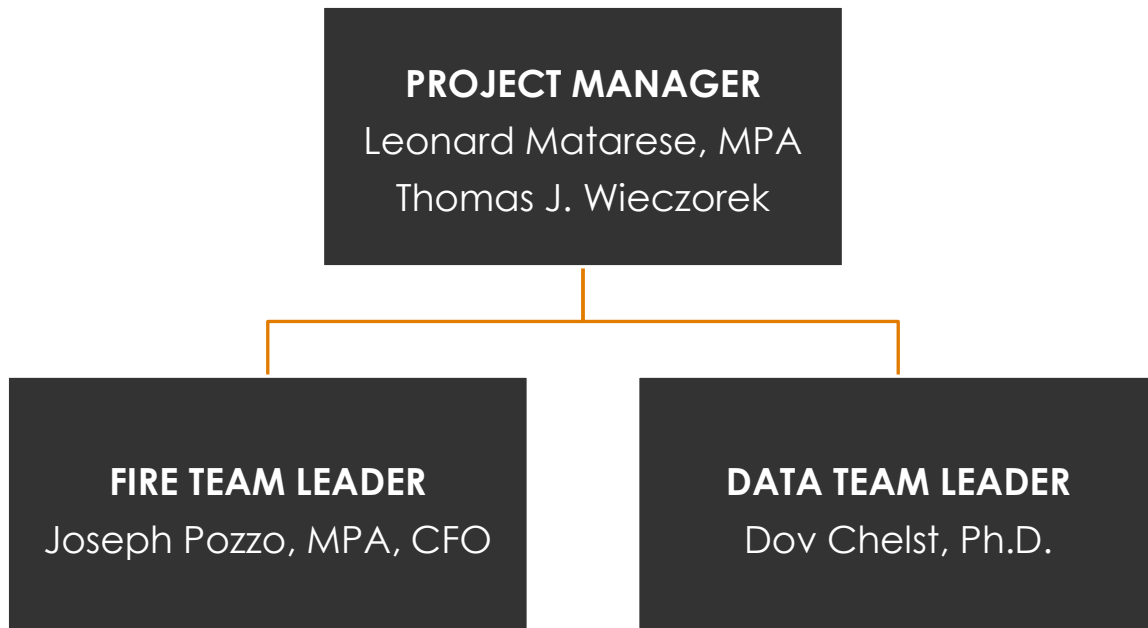 PROJECT MANAGER
Leonard Matarese, MPA
Thomas J. Wieczorek
FIRE TEAM LEADER
Joseph Pozzo, MPA, CFO
DATA TEAM LEADER
Dov Chelst, Ph.D.